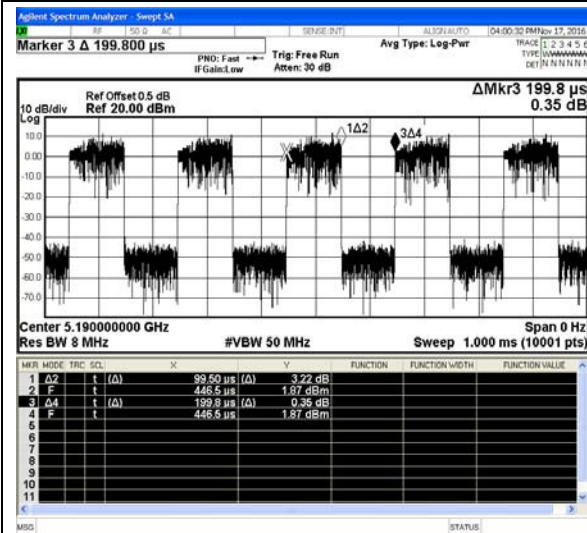 Agilent Spectrum Analyzer - Swept SA
RF 50 Ω AC SENSE:INT ALIGN AUTO 04:00:32 PM Nov 17, 2016
Marker 3 Δ 199.800 µs
PNO: Fast
IFGain:Low
Trig: Free Run
Atten: 30 dB
Avg Type: Log-Pwr
TRACE 1 2 3 4 5 6
TYPE
DET N N N N N N
Ref Offset 0.5 dB
10 dB/div Ref 20.00 dBm
ΔMkr3 199.8 µs
0.35 dB
Log
10.0
0.00
-10.0
-20.0
-30.0
-40.0
-50.0
-60.0
-70.0
X
1Δ2
3Δ4
Center 5.190000000 GHz Span 0 Hz
Res BW 8 MHz #VBW 50 MHz Sweep 1.000 ms (10001 pts)
MKR MODE TRC SCL X Y FUNCTION FUNCTION WIDTH FUNCTION VALUE
1 Δ2 t (Δ) 99.50 µs (Δ) 3.22 dB
2 F t 446.5 µs 1.87 dBm
3 Δ4 t (Δ) 199.8 µs (Δ) 0.35 dB
4 F t 446.5 µs 1.87 dBm
5
6
7
8
9
10
11
MSG STATUS